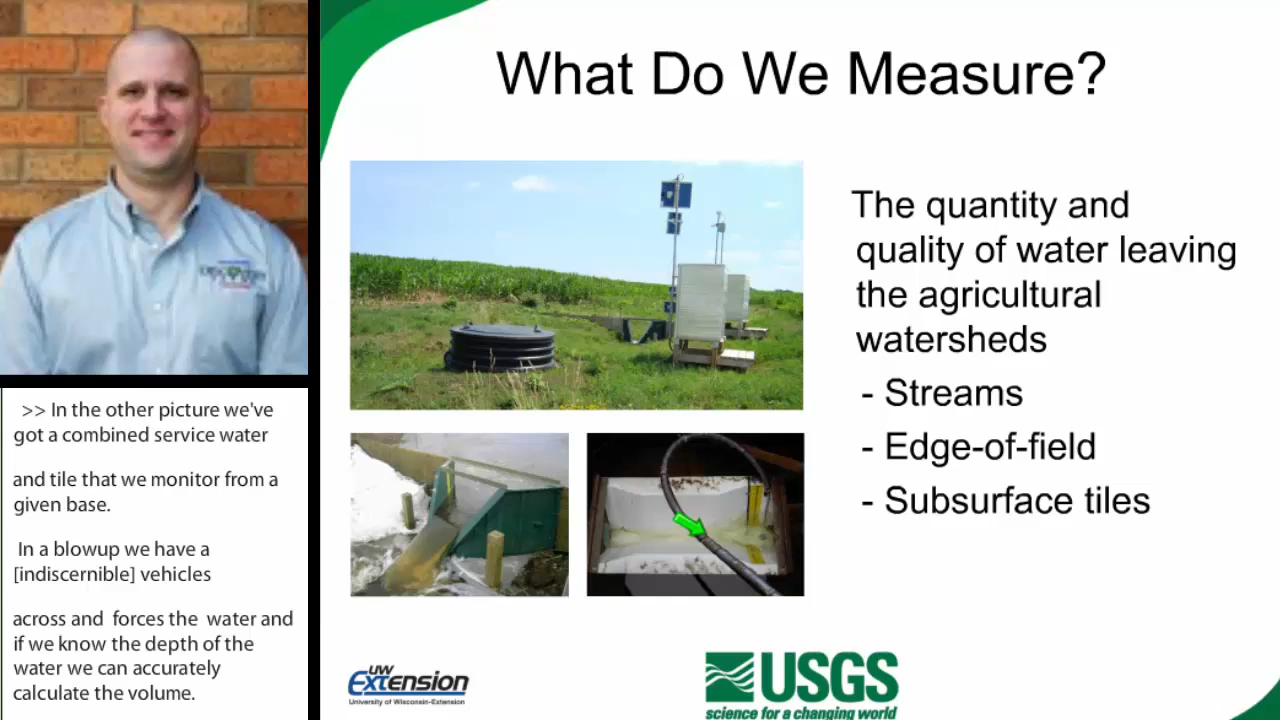 What Do We Measure?
The quantity and
quality of water leaving
the agricultural
watersheds
- Streams
- Edge-of-field
- Subsurface tiles
>> In the other picture we've
got a combined service water
and tile that we monitor from a
given base.
In a blowup we have a
[indiscernible] vehicles
across and forces the water and
if we know the depth of the
water we can accurately
calculate the volume.
UW
Extension
University of Wisconsin-Extension
USGS
science for a changing world